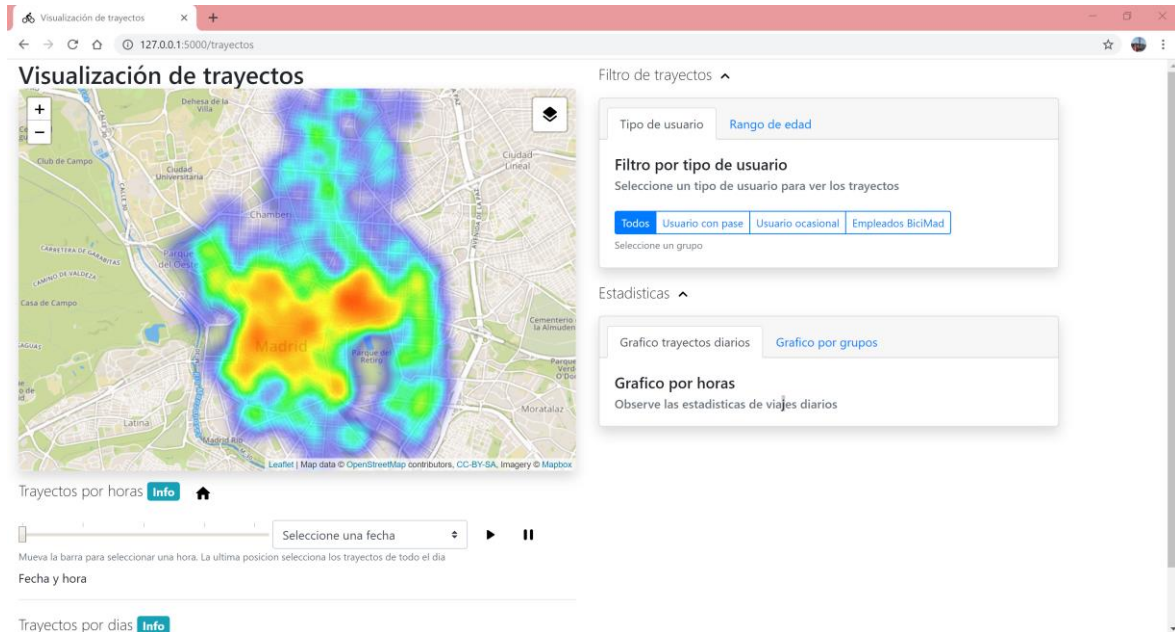 Visualización de trayectos
127.0.0.1:5000/trayectos
Visualización de trayectos
+
−
Dehesa de la
Villa
CALLE 30
Club de Campo
Ciudad
Universitaria
Ciudad
Lineal
Chamberí
Parque
del Oeste
CARRETERA DE GARABITAS
CAMINO DE VALDEZA
Casa de Campo
Madrid
Parque del
Retiro
Cementerio
la Almuden
Parque
Moratalaz
Latina
Madrid Río
Leaflet | Map data © OpenStreetMap contributors, CC-BY-SA, Imagery © Mapbox
Trayectos por horas Info
Seleccione una fecha
Mueva la barra para seleccionar una hora. La ultima posicion selecciona los trayectos de todo el dia
Fecha y hora
Trayectos por dias Info
Filtro de trayectos
Tipo de usuario Rango de edad
Filtro por tipo de usuario
Seleccione un tipo de usuario para ver los trayectos
Todos Usuario con pase Usuario ocasional Empleados BiciMad
Seleccione un grupo
Estadisticas
Grafico trayectos diarios Grafico por grupos
Grafico por horas
Observe las estadisticas de viajes diarios